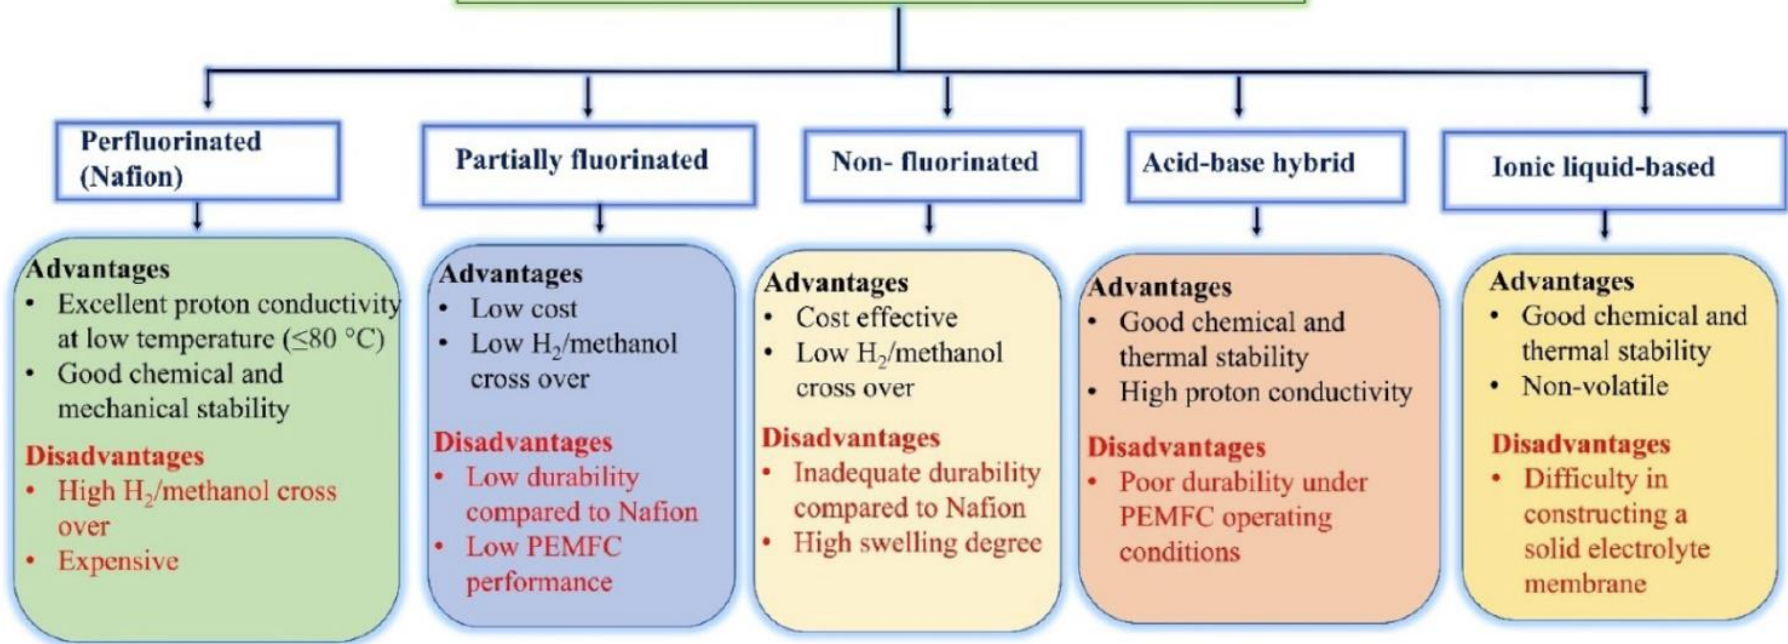 Perfluorinated
(Nafion)
Partially fluorinated
Non- fluorinated
Acid-base hybrid
Ionic liquid-based
Advantages
• Excellent proton conductivity
at low temperature (≤80 °C)
• Good chemical and
mechanical stability
Disadvantages
• High H₂/methanol cross
over
• Expensive
Advantages
• Low cost
• Low H₂/methanol
cross over
Disadvantages
• Low durability
compared to Nafion
• Low PEMFC
performance
Advantages
• Cost effective
• Low H₂/methanol
cross over
Disadvantages
• Inadequate durability
compared to Nafion
• High swelling degree
Advantages
• Good chemical and
thermal stability
• High proton conductivity
Disadvantages
• Poor durability under
PEMFC operating
conditions
Advantages
• Good chemical and
thermal stability
• Non-volatile
Disadvantages
• Difficulty in
constructing a
solid electrolyte
membrane